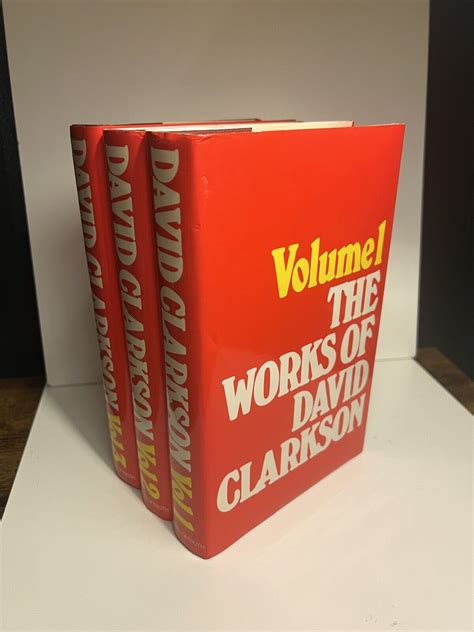 DAVID CLARKSON Vol. 3
DAVID CLARKSON Vol. 2
DAVID CLARKSON Vol. 1
Volume 1
THE
WORKS OF
DAVID
CLARKSON